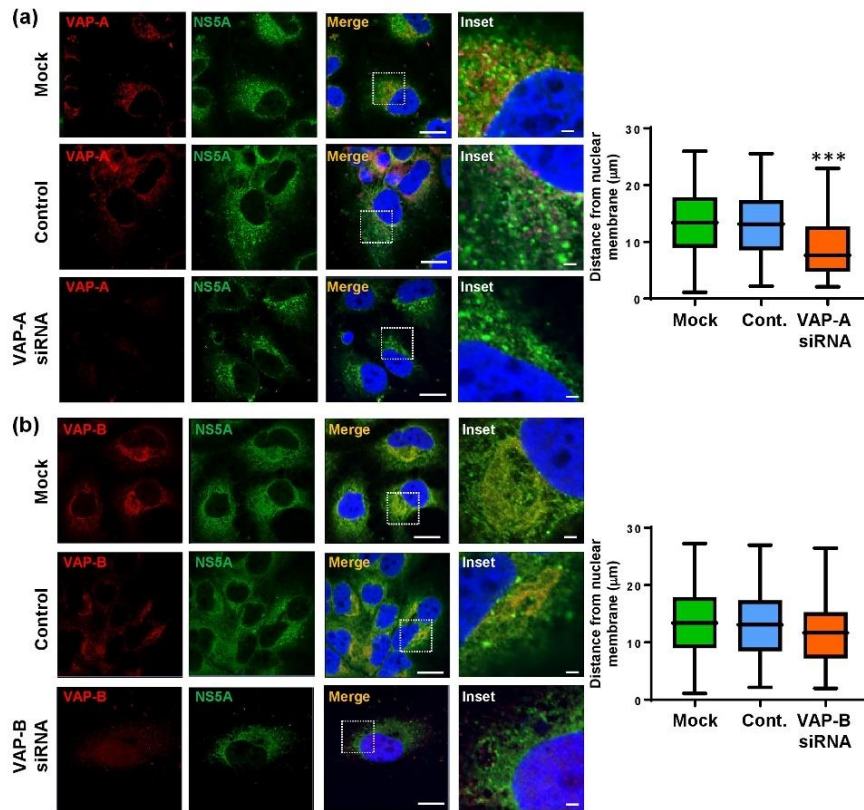 (a)
VAP-A NS5A Merge Inset
Mock
VAP-A NS5A Merge Inset
Control
VAP-A NS5A Merge Inset
VAP-A
siRNA
Distance from nuclear
membrane (µm)
30
20
10
0
***
Mock Cont. VAP-A
siRNA
(b)
VAP-B NS5A Merge Inset
Mock
VAP-B NS5A Merge Inset
Control
VAP-B NS5A Merge Inset
VAP-B
siRNA
Distance from nuclear
membrane (µm)
30
20
10
0
Mock Cont. VAP-B
siRNA